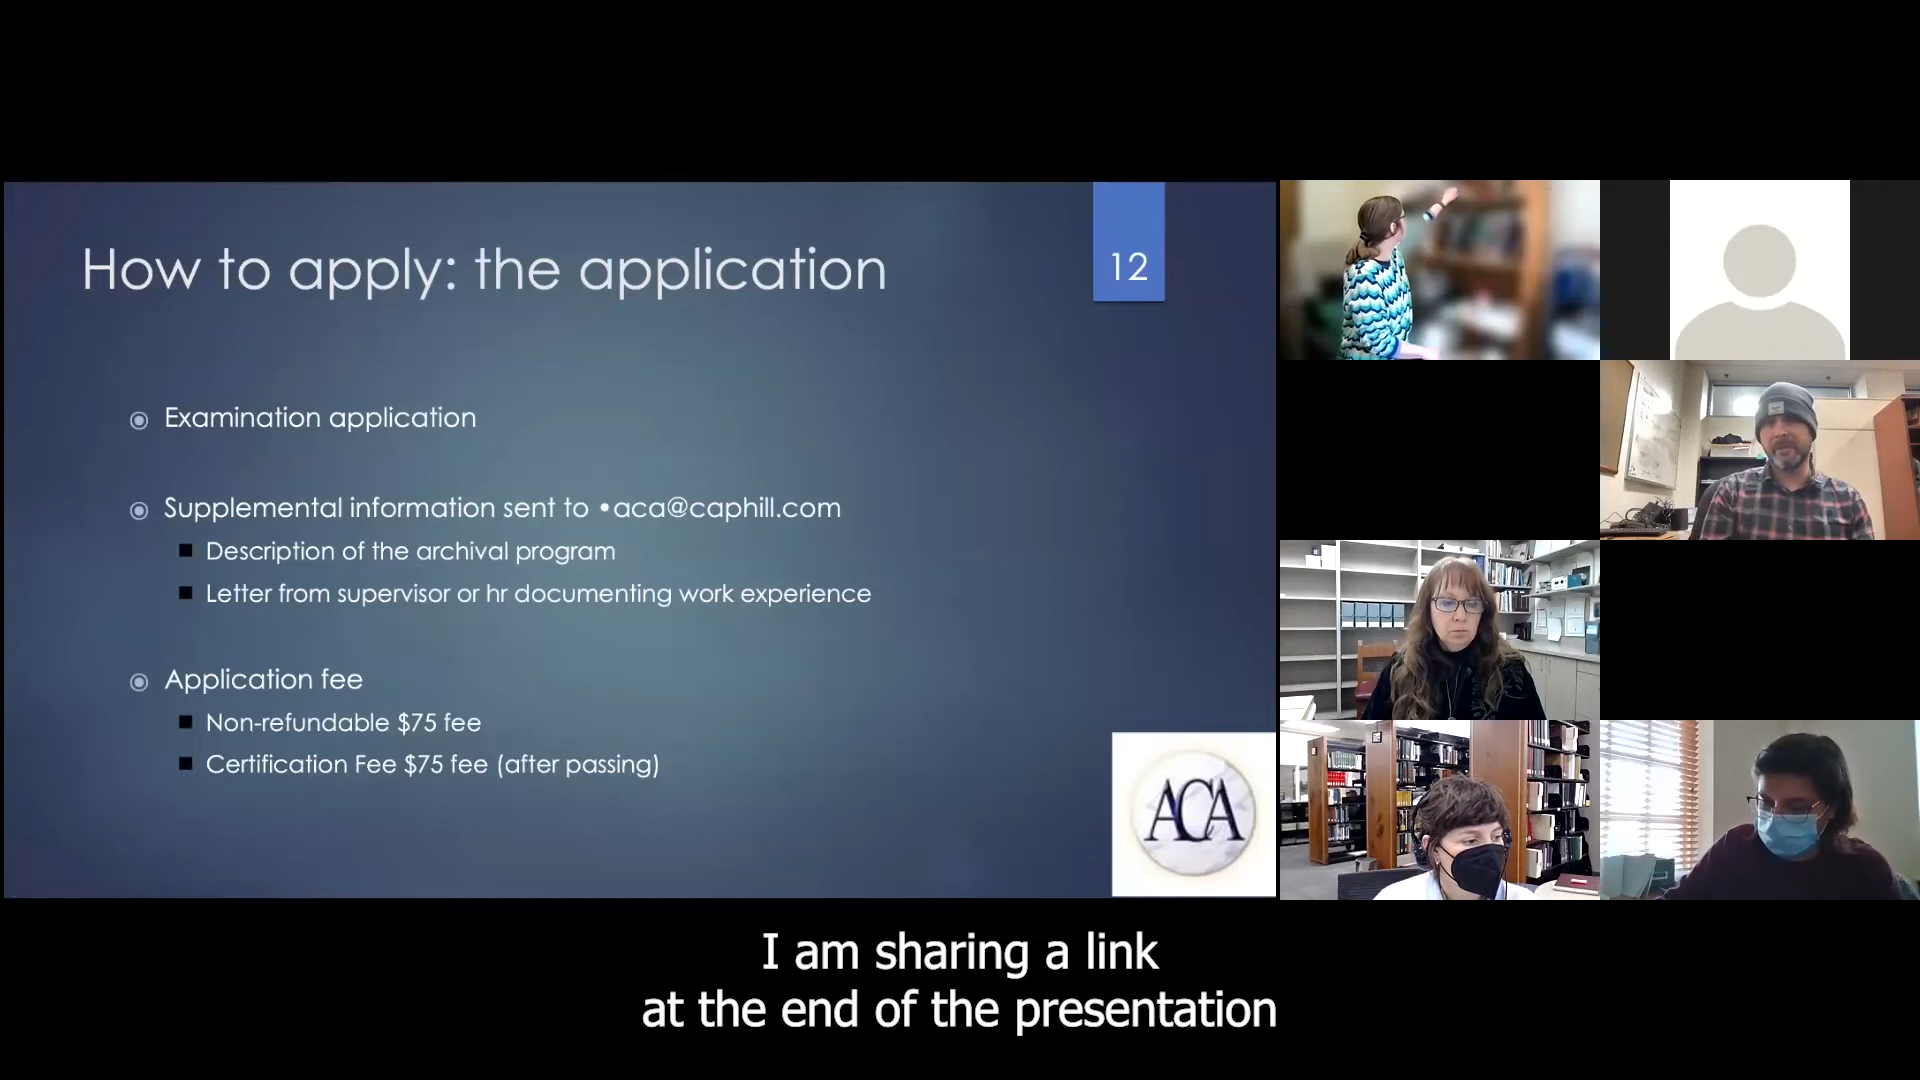 How to apply: the application
12
Examination application
Supplemental information sent to •aca@caphill.com
Description of the archival program
Letter from supervisor or hr documenting work experience
Application fee
Non-refundable $75 fee
Certification Fee $75 fee (after passing)
ACA
I am sharing a link
at the end of the presentation